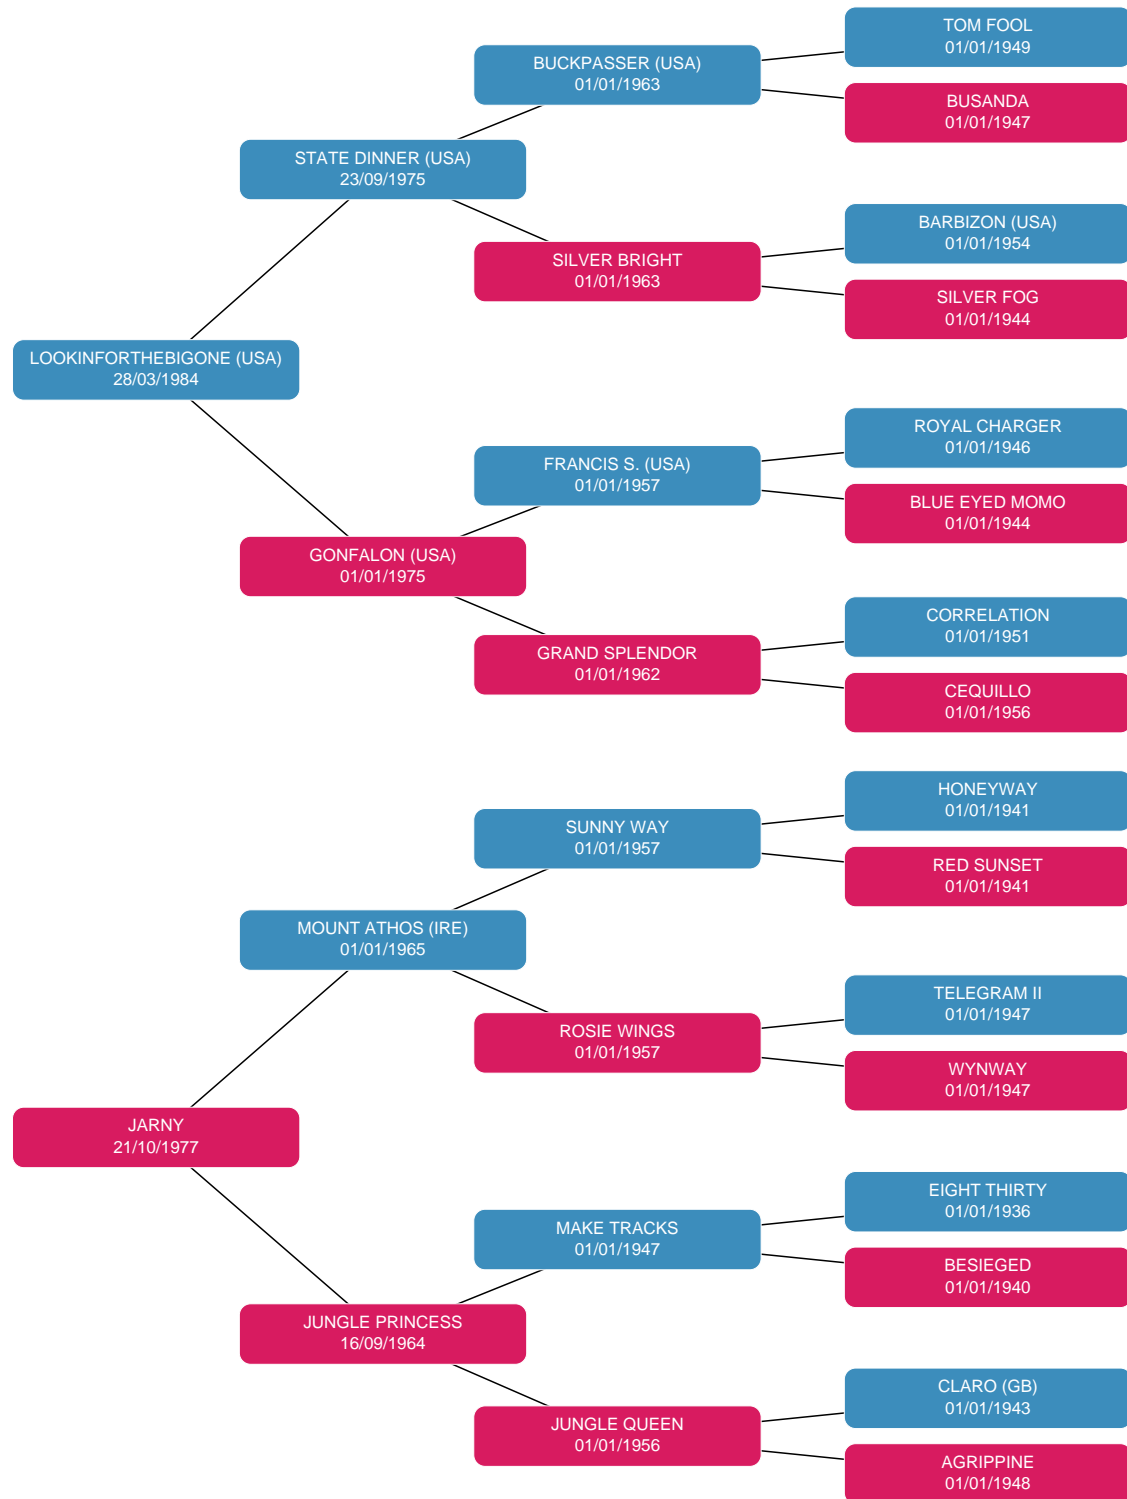 TOM FOOL
01/01/1949
BUCKPASSER (USA)
01/01/1963
BUSANDA
01/01/1947
STATE DINNER (USA)
23/09/1975
BARBIZON (USA)
01/01/1954
SILVER BRIGHT
01/01/1963
SILVER FOG
01/01/1944
LOOKINFORTHEBIGONE (USA)
28/03/1984
ROYAL CHARGER
01/01/1946
FRANCIS S. (USA)
01/01/1957
BLUE EYED MOMO
01/01/1944
GONFALON (USA)
01/01/1975
CORRELATION
01/01/1951
GRAND SPLENDOR
01/01/1962
CEQUILLO
01/01/1956
HONEYWAY
01/01/1941
SUNNY WAY
01/01/1957
RED SUNSET
01/01/1941
MOUNT ATHOS (IRE)
01/01/1965
TELEGRAM II
01/01/1947
ROSIE WINGS
01/01/1957
WYNWAY
01/01/1947
JARNY
21/10/1977
EIGHT THIRTY
01/01/1936
MAKE TRACKS
01/01/1947
BESIEGED
01/01/1940
JUNGLE PRINCESS
16/09/1964
CLARO (GB)
01/01/1943
JUNGLE QUEEN
01/01/1956
AGRIPPINE
01/01/1948